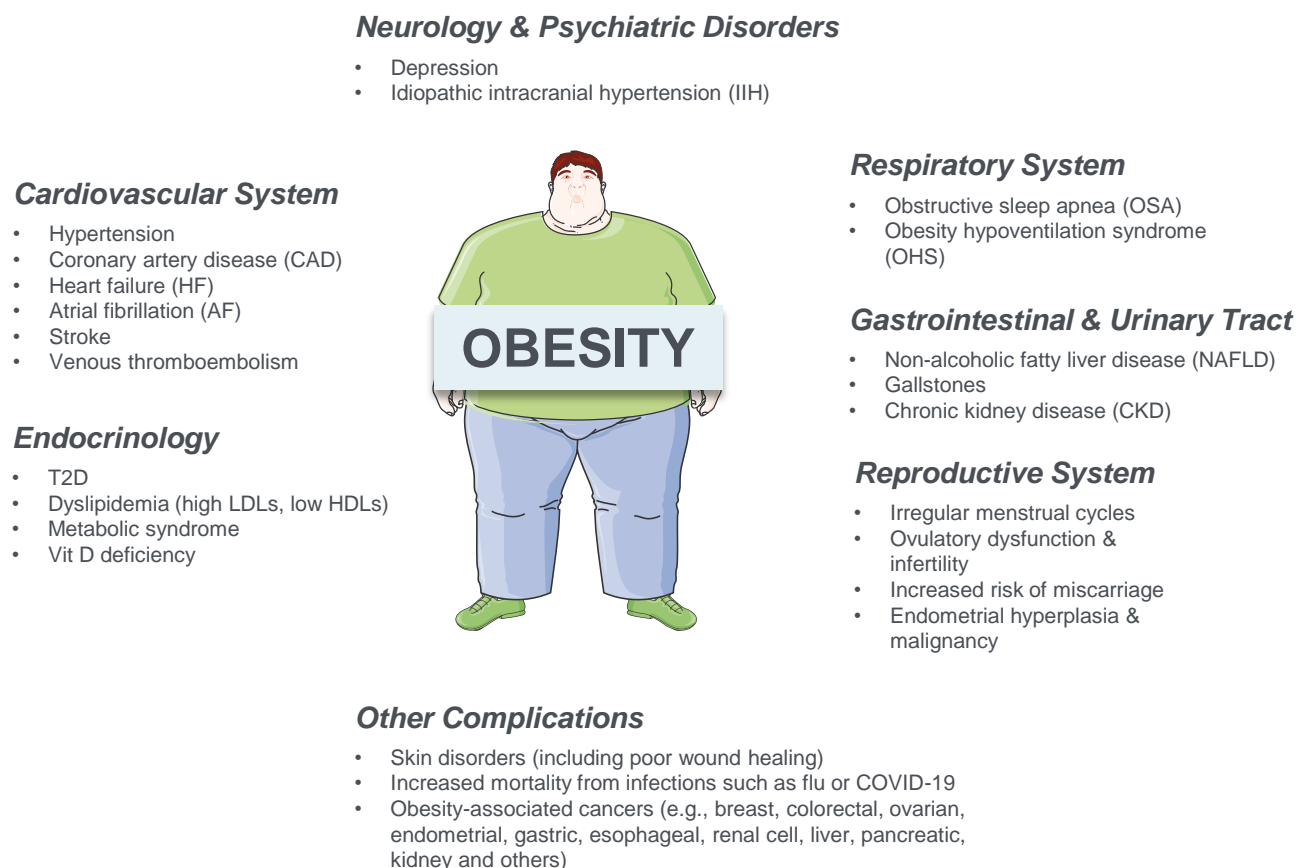 Neurology & Psychiatric Disorders
• Depression
• Idiopathic intracranial hypertension (IIH)
Cardiovascular System
• Hypertension
• Coronary artery disease (CAD)
• Heart failure (HF)
• Atrial fibrillation (AF)
• Stroke
• Venous thromboembolism
Endocrinology
• T2D
• Dyslipidemia (high LDLs, low HDLs)
• Metabolic syndrome
• Vit D deficiency
OBESITY
Respiratory System
• Obstructive sleep apnea (OSA)
• Obesity hypoventilation syndrome
(OHS)
Gastrointestinal & Urinary Tract
• Non-alcoholic fatty liver disease (NAFLD)
• Gallstones
• Chronic kidney disease (CKD)
Reproductive System
• Irregular menstrual cycles
• Ovulatory dysfunction &
infertility
• Increased risk of miscarriage
• Endometrial hyperplasia &
malignancy
Other Complications
• Skin disorders (including poor wound healing)
• Increased mortality from infections such as flu or COVID-19
• Obesity-associated cancers (e.g., breast, colorectal, ovarian,
endometrial, gastric, esophageal, renal cell, liver, pancreatic,
kidney and others)